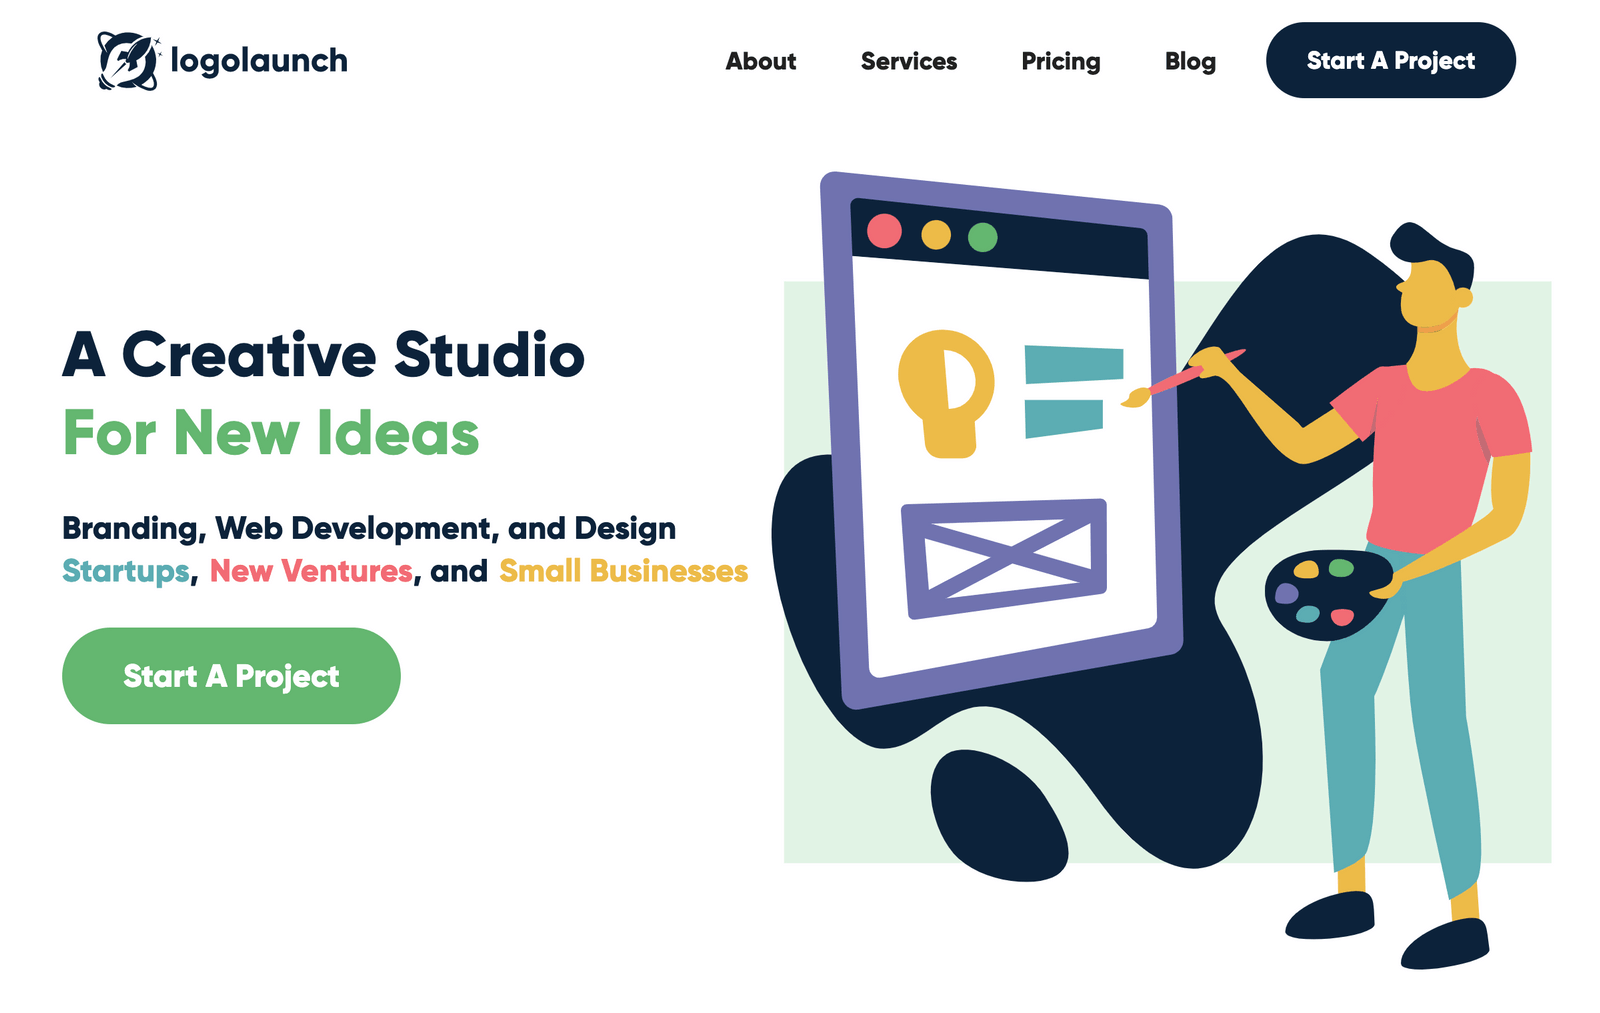 logolaunch
About
Services
Pricing
Blog
Start A Project
A Creative Studio
For New Ideas
Branding, Web Development, and Design
Startups, New Ventures, and Small Businesses
Start A Project